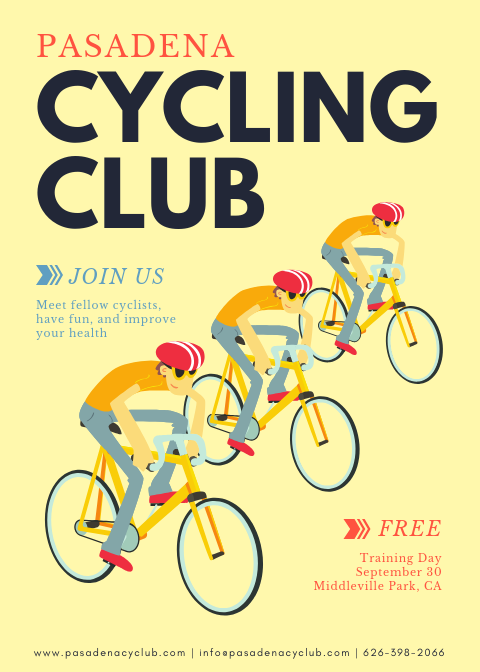 PASADENA
CYCLING
CLUB
JOIN US
Meet fellow cyclists,
have fun, and improve
your health
FREE
Training Day
September 30
Middleville Park, CA
www.pasadenacyclub.com | info@pasadenacyclub.com | 626-398-2066